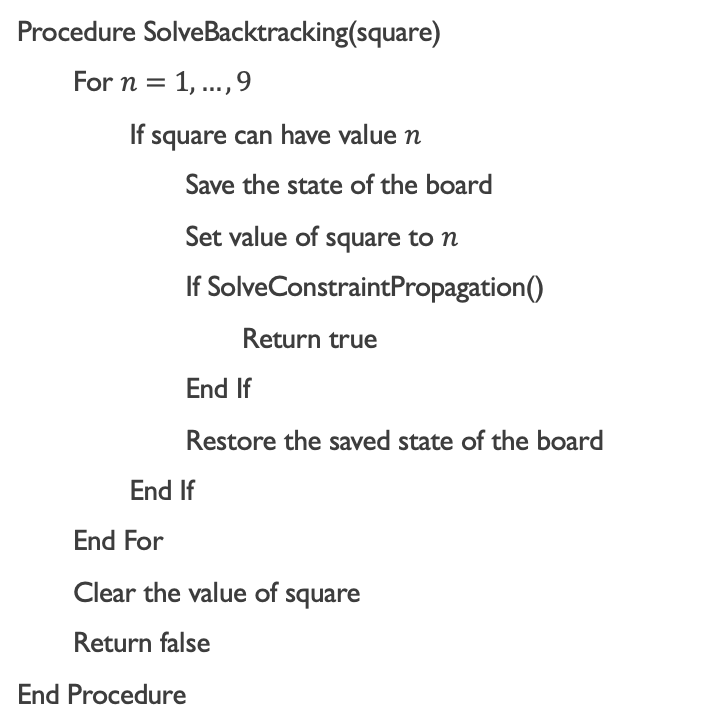 Procedure SolveBacktracking(square)
For n = 1, ..., 9
If square can have value n
Save the state of the board
Set value of square to n
If SolveConstraintPropagation()
Return true
End If
Restore the saved state of the board
End If
End For
Clear the value of square
Return false
End Procedure